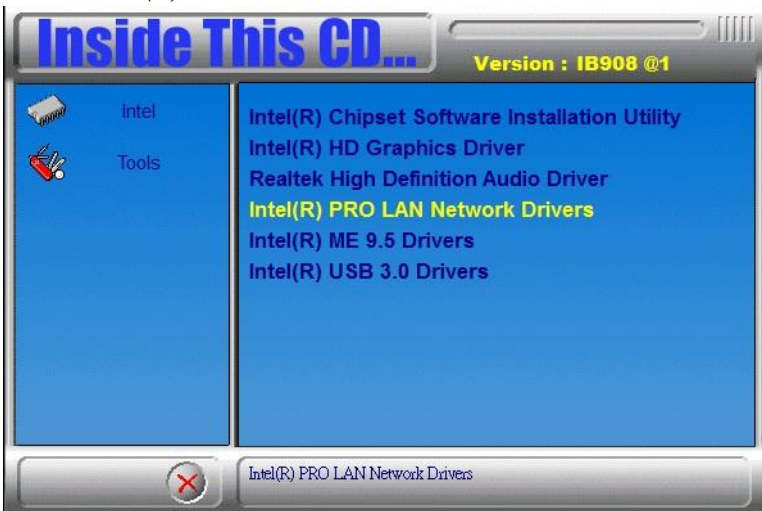 Inside This CD...
Version : IB908 @1
Intel
Tools
Intel(R) Chipset Software Installation Utility
Intel(R) HD Graphics Driver
Realtek High Definition Audio Driver
Intel(R) PRO LAN Network Drivers
Intel(R) ME 9.5 Drivers
Intel(R) USB 3.0 Drivers
Intel(R) PRO LAN Network Drivers